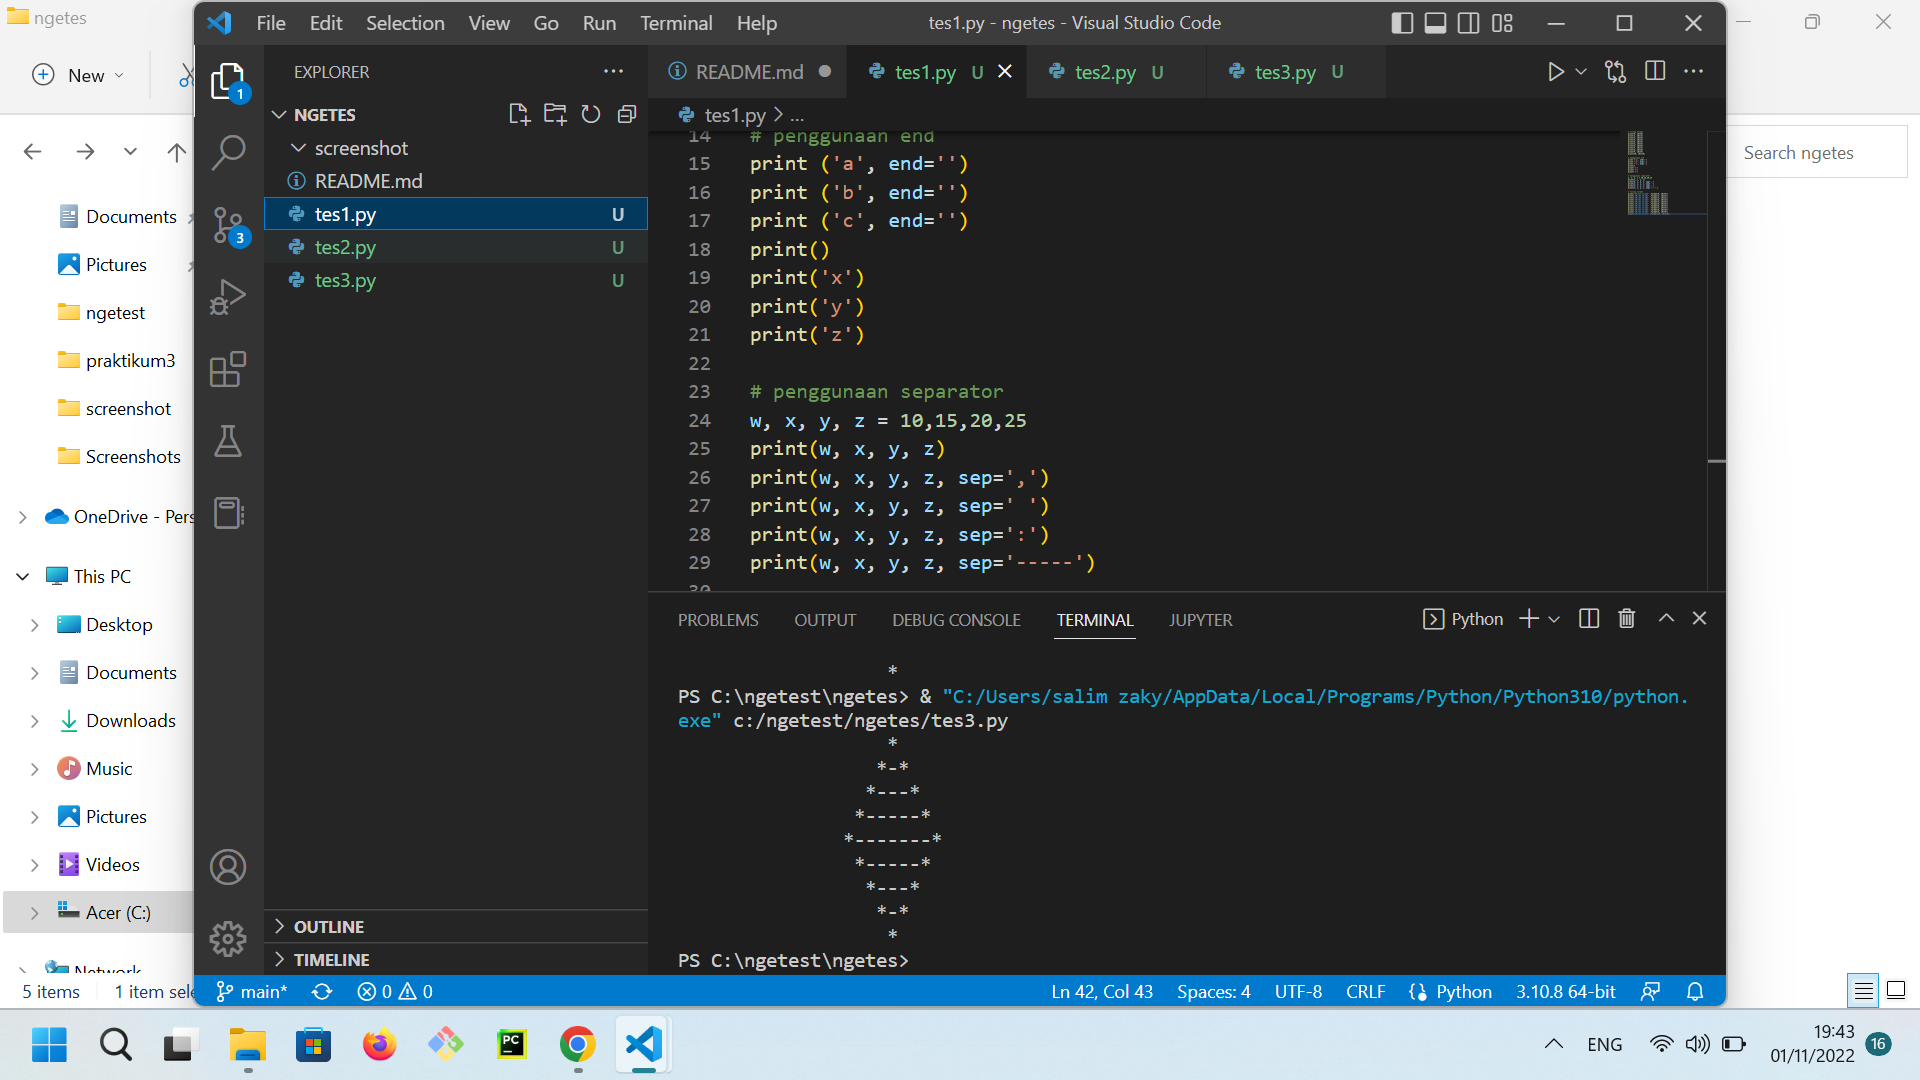 ngetes
New
Documents
Pictures
ngetest
praktikum3
screenshot
Screenshots
OneDrive - Pers
This PC
Desktop
Documents
Downloads
Music
Pictures
Videos
Acer (C:)
Network
5 items
1 item sele
Search ngetes
File Edit Selection View Go Run Terminal Help
tes1.py - ngetes - Visual Studio Code
1
3
EXPLORER
NGETES
screenshot
README.md
tes1.py U
tes2.py U
tes3.py U
OUTLINE
TIMELINE
README.md
tes1.py U
tes2.py U
tes3.py U
tes1.py > ...
14 # penggunaan end
15 print ('a', end='')
16 print ('b', end='')
17 print ('c', end='')
18 print()
19 print('x')
20 print('y')
21 print('z')
22
23 # penggunaan separator
24 w, x, y, z = 10,15,20,25
25 print(w, x, y, z)
26 print(w, x, y, z, sep=',')
27 print(w, x, y, z, sep=' ')
28 print(w, x, y, z, sep=':')
29 print(w, x, y, z, sep='-----')
30
PROBLEMS OUTPUT DEBUG CONSOLE TERMINAL JUPYTER
Python
*
PS C:\ngetest\ngetes> & "C:/Users/salim zaky/AppData/Local/Programs/Python/Python310/python.
exe" c:/ngetest/ngetes/tes3.py
*
*-*
*---*
*-----*
*-------*
*-----*
*---*
*-*
*
PS C:\ngetest\ngetes>
main* 0 0
Ln 42, Col 43 Spaces: 4 UTF-8 CRLF Python 3.10.8 64-bit
PC
ENG
19:43
01/11/2022
16